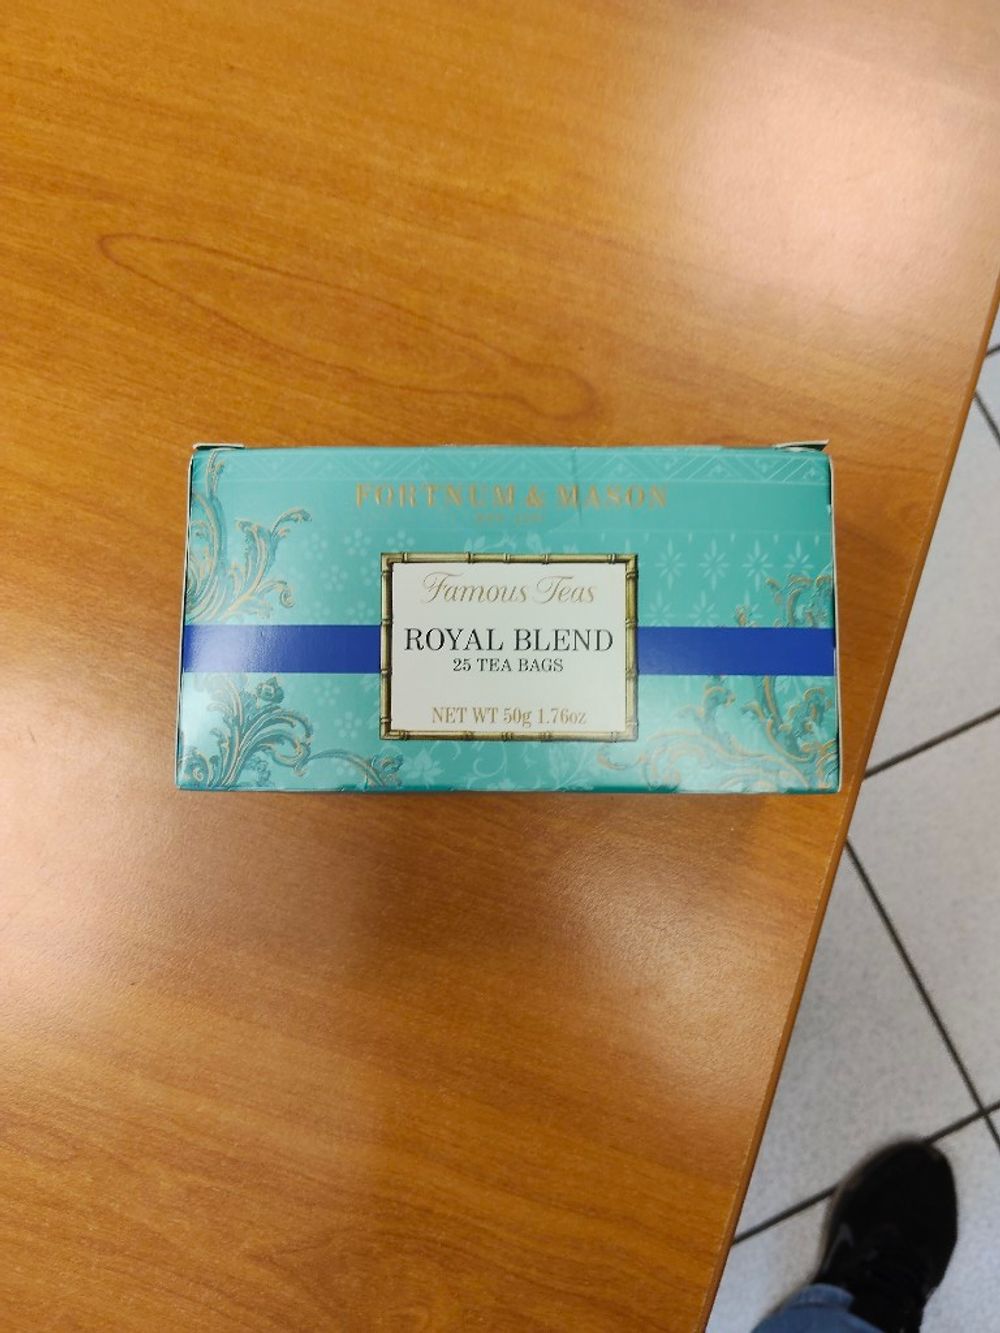 FORTNUM & MASON
Famous Teas
ROYAL BLEND
25 TEA BAGS
NET WT 50g 1.76oz